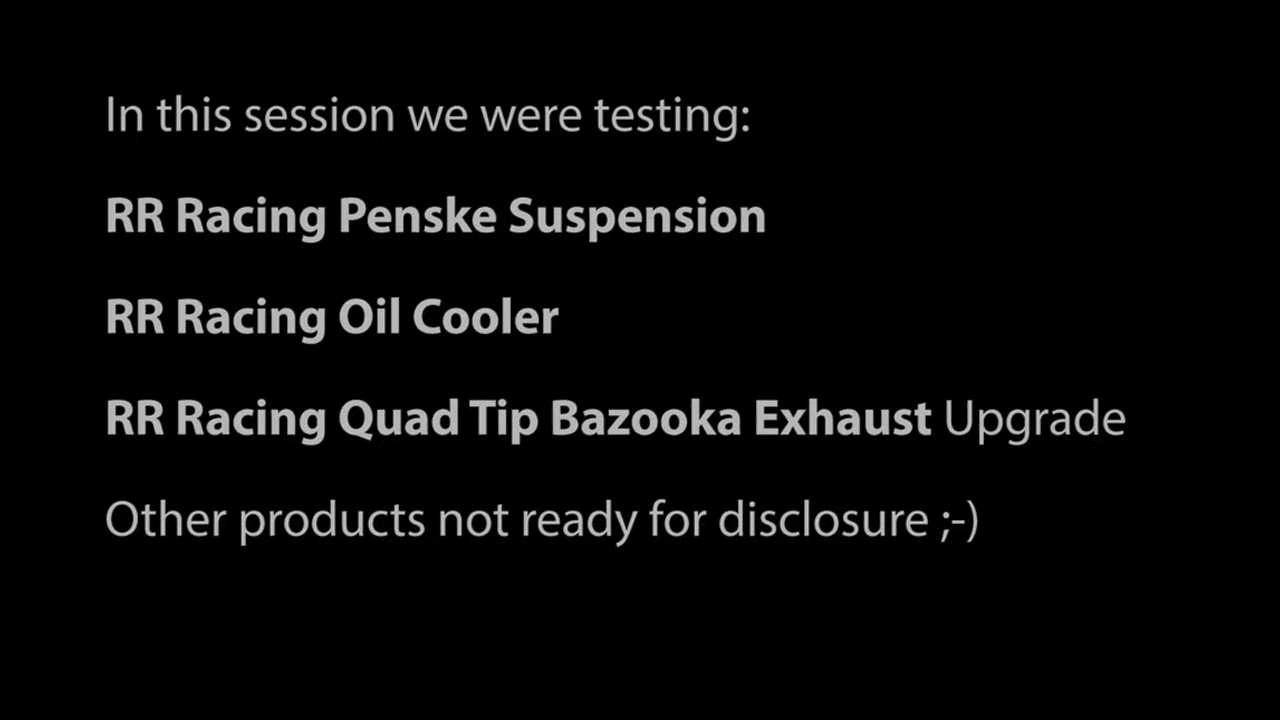 In this session we were testing:
RR Racing Penske Suspension
RR Racing Oil Cooler
RR Racing Quad Tip Bazooka Exhaust Upgrade
Other products not ready for disclosure ;-)